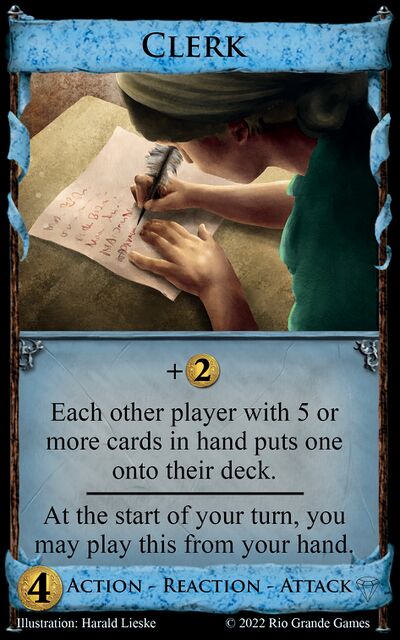 CLERK
+2
Each other player with 5 or
more cards in hand puts one
onto their deck.
At the start of your turn, you
may play this from your hand.
4 ACTION - REACTION - ATTACK
Illustration: Harald Lieske © 2022 Rio Grande Games